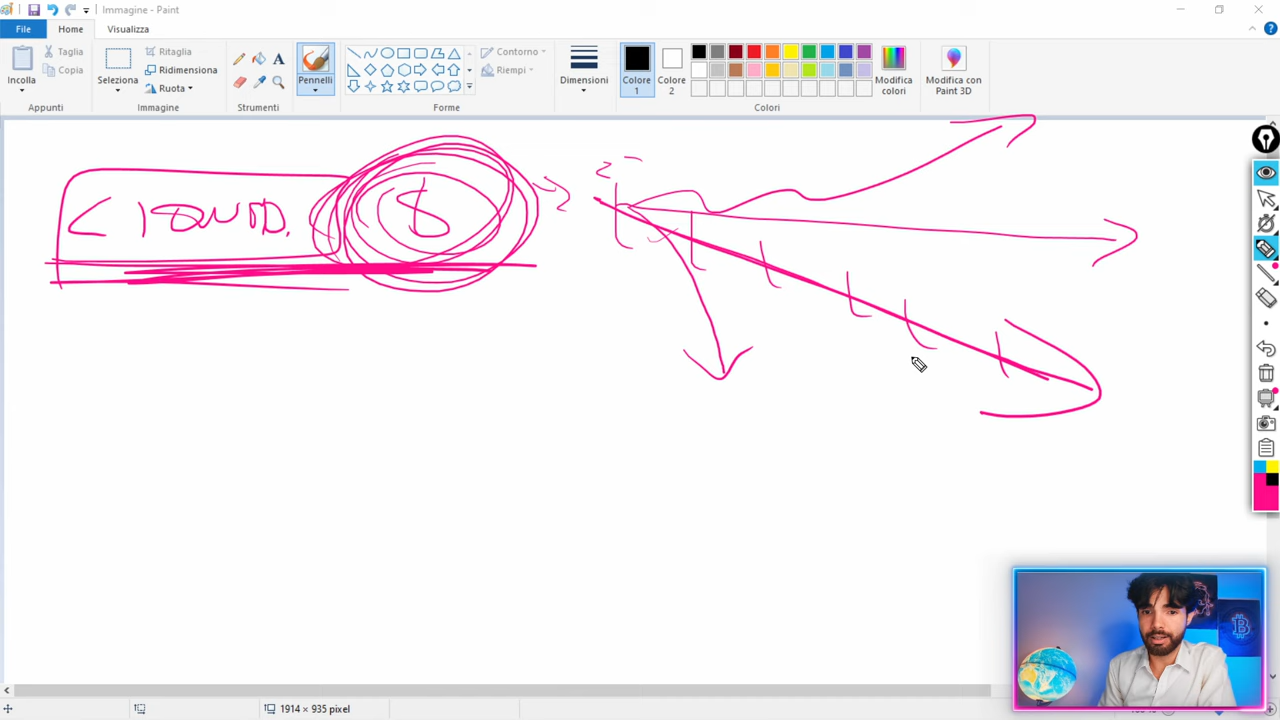 Immagine - Paint
File Home Visualizza
Incolla
Taglia
Copia
Appunti
Seleziona
Ritaglia
Ridimensiona
Ruota
Immagine
Strumenti
Pennelli
Contorno
Riempi
Forme
Dimensioni
Colore
1
Colore
2
Modifica
colori
Modifica con
Paint 3D
Colori
1914 × 935 pixel